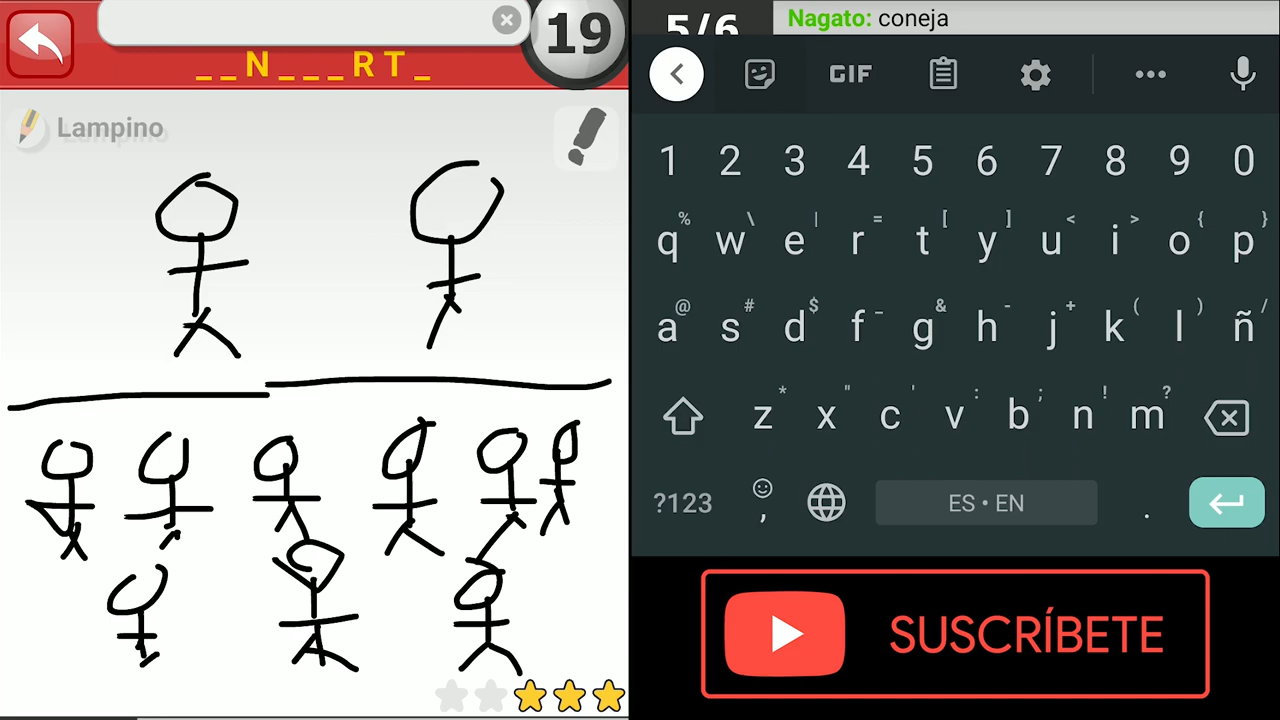 19
_ _ N _ _ _ R T _
Lampino
5/6
Nagato: coneja
GIF
1 2 3 4 5 6 7 8 9 0
% \ | = [ ] < > { }
q w e r t y u i o p
@ # $ _ & - + ( ) /
a s d f g h j k l ñ
* " ' : ; ! ?
z x c v b n m
?123 , ES • EN .
SUSCRÍBETE